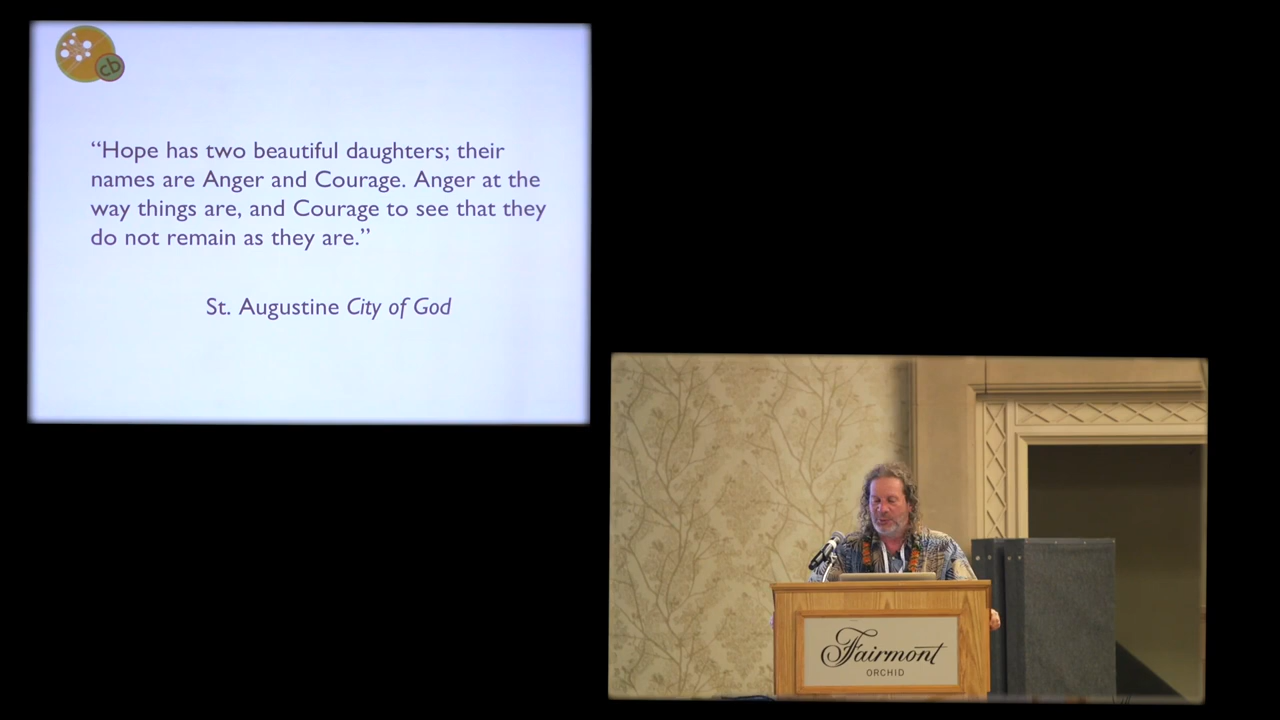 cb
“Hope has two beautiful daughters; their
names are Anger and Courage. Anger at the
way things are, and Courage to see that they
do not remain as they are.”
St. Augustine City of God
Fairmont
ORCHID